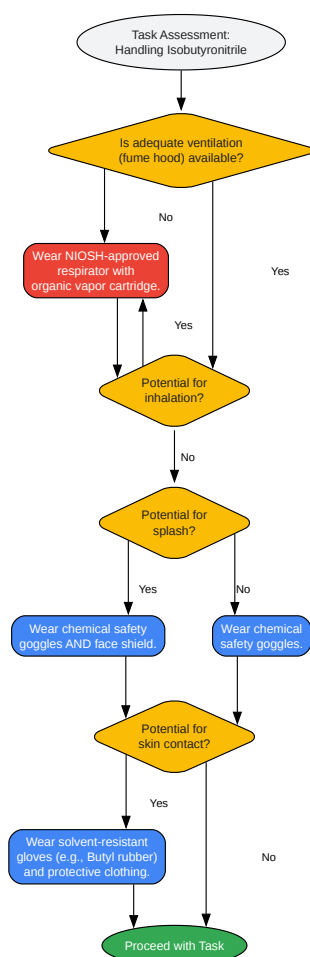 Task Assessment:
Handling Isobutyronitrile
Is adequate ventilation
(fume hood) available?
No
Wear NIOSH-approved
respirator with
organic vapor cartridge.
Yes
Yes
Potential for
inhalation?
No
Potential for
splash?
Yes
No
Wear chemical safety
goggles AND face shield.
Wear chemical
safety goggles.
Potential for
skin contact?
Yes
Wear solvent-resistant
gloves (e.g., Butyl rubber)
and protective clothing.
No
Proceed with Task